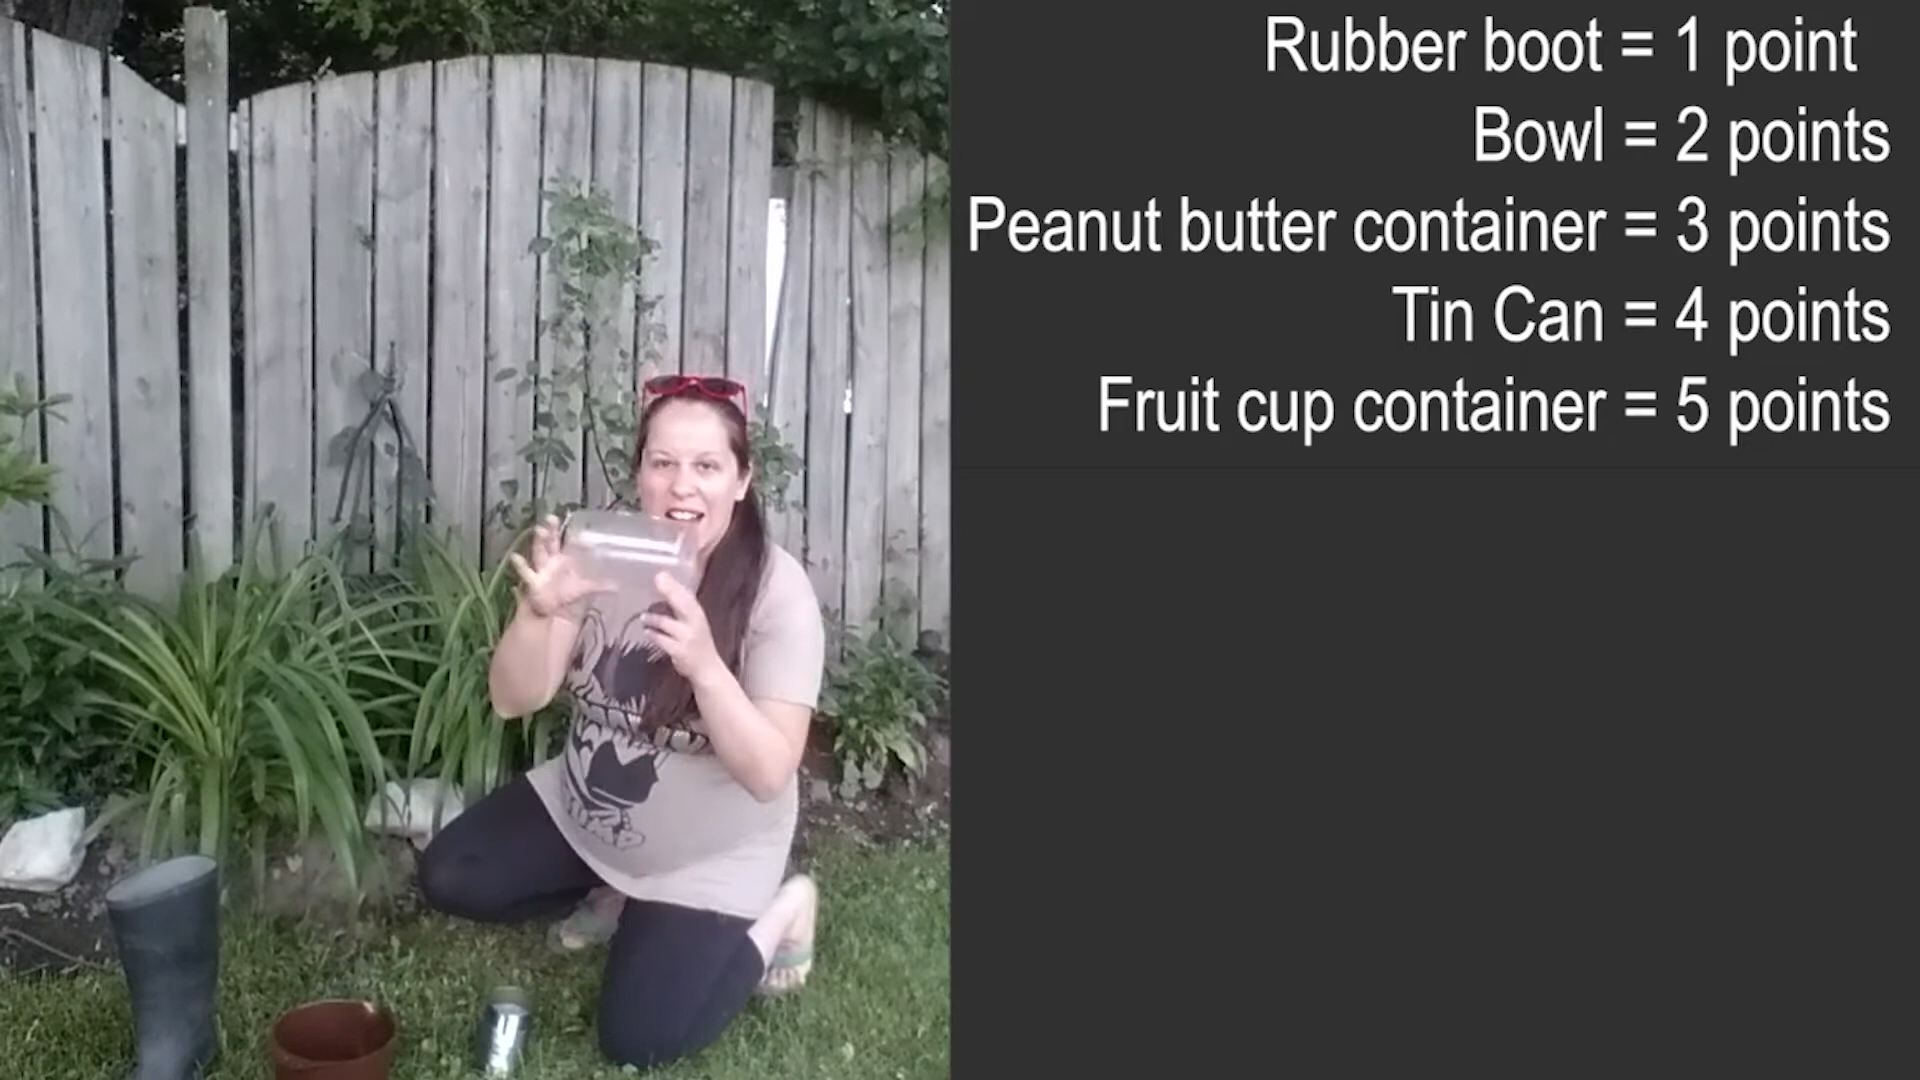 Rubber boot = 1 point
Bowl = 2 points
Peanut butter container = 3 points
Tin Can = 4 points
Fruit cup container = 5 points